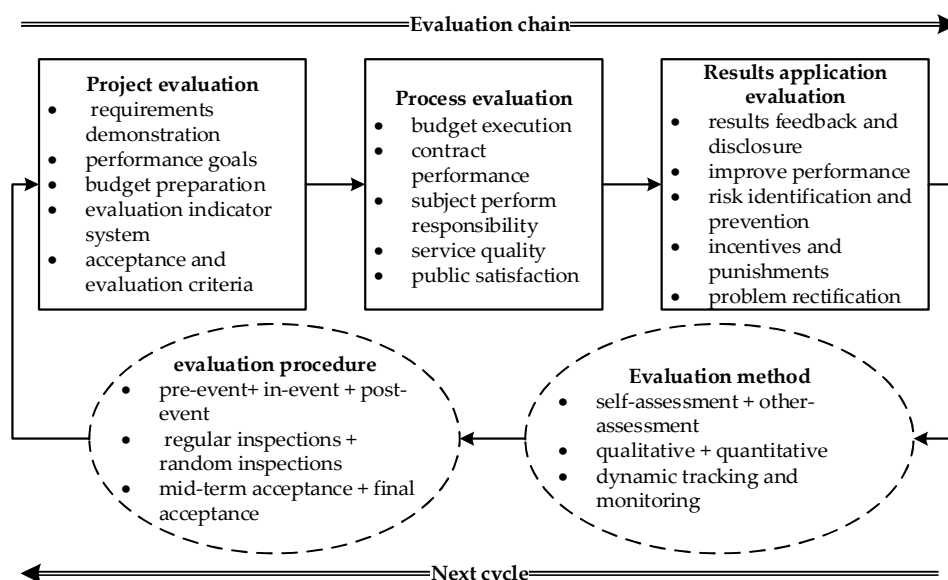 Evaluation chain
Project evaluation
• requirements
demonstration
• performance goals
• budget preparation
• evaluation indicator
system
• acceptance and
evaluation criteria
Process evaluation
• budget execution
• contract
performance
• subject perform
responsibility
• service quality
• public satisfaction
Results application
evaluation
• results feedback and
disclosure
• improve performance
• risk identification and
prevention
• incentives and
punishments
• problem rectification
evaluation procedure
• pre-event+ in-event + post-
event
• regular inspections +
random inspections
• mid-term acceptance + final
acceptance
Evaluation method
• self-assessment + other-
assessment
• qualitative + quantitative
• dynamic tracking and
monitoring
Next cycle